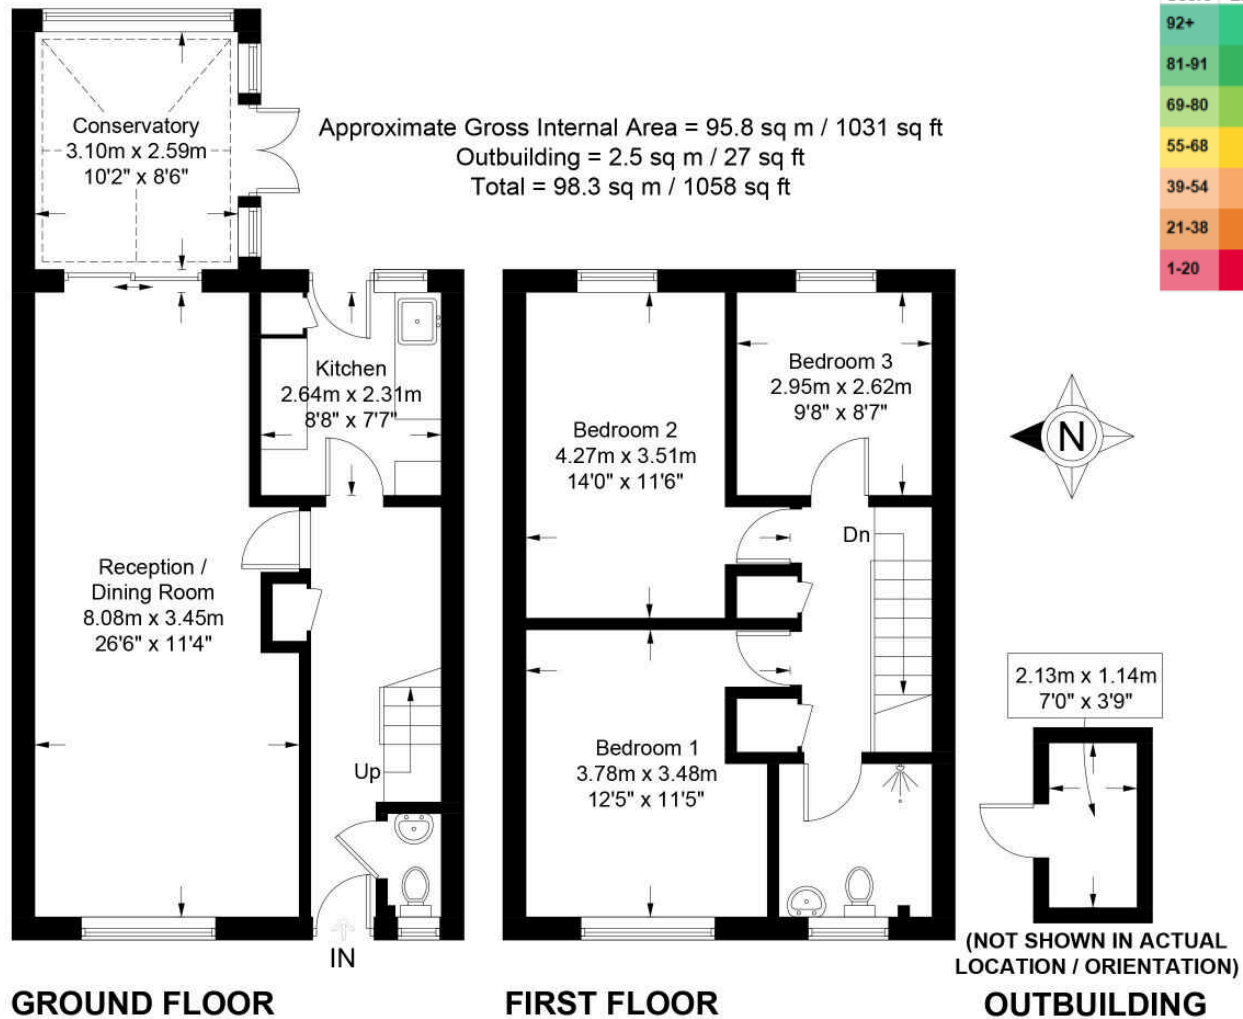 92+
81-91
69-80
55-68
39-54
21-38
1-20
Approximate Gross Internal Area = 95.8 sq m / 1031 sq ft
Outbuilding = 2.5 sq m / 27 sq ft
Total = 98.3 sq m / 1058 sq ft
Conservatory
3.10m x 2.59m
10'2" x 8'6"
Kitchen
2.64m x 2.31m
8'8" x 7'7"
Reception /
Dining Room
8.08m x 3.45m
26'6" x 11'4"
Up
IN
GROUND FLOOR
Bedroom 2
4.27m x 3.51m
14'0" x 11'6"
Bedroom 3
2.95m x 2.62m
9'8" x 8'7"
Dn
Bedroom 1
3.78m x 3.48m
12'5" x 11'5"
FIRST FLOOR
N
2.13m x 1.14m
7'0" x 3'9"
(NOT SHOWN IN ACTUAL
LOCATION / ORIENTATION)
OUTBUILDING